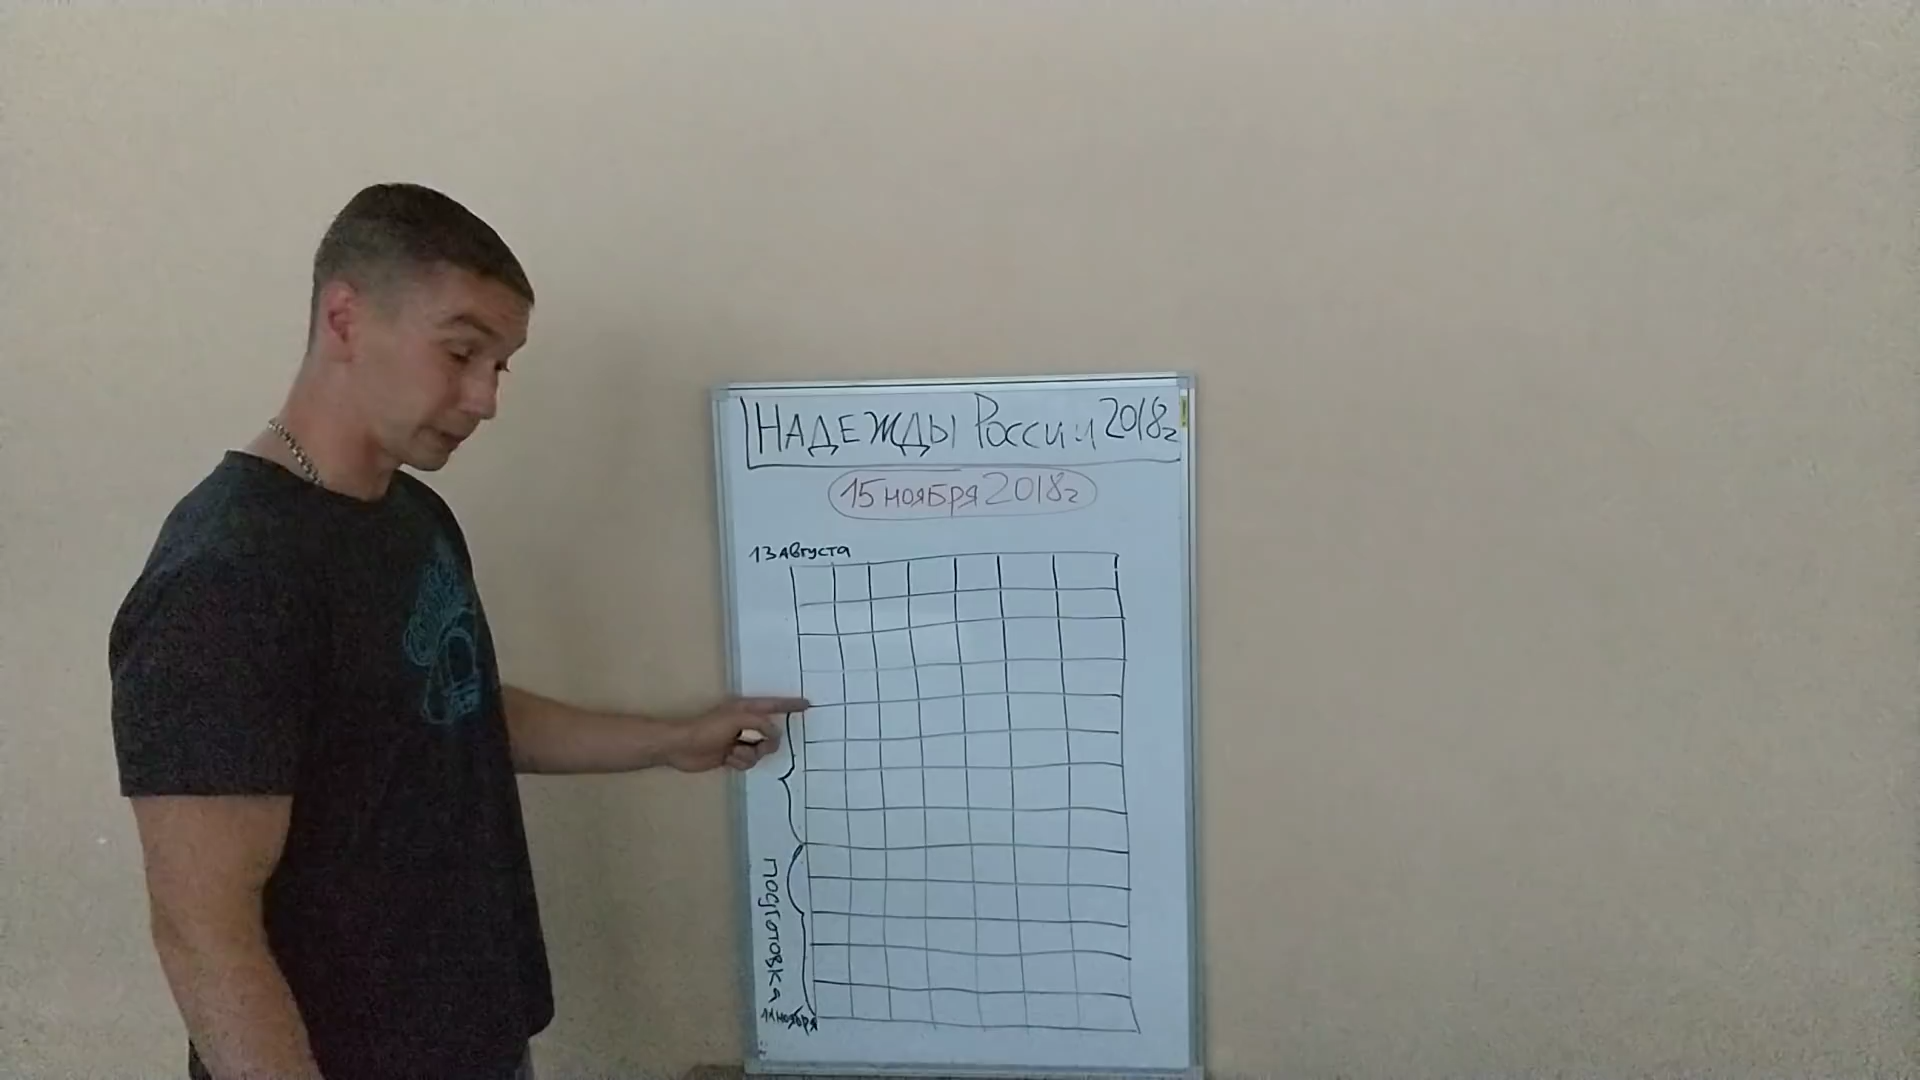 НАДЕЖДЫ России 2018г
15 ноября 2018г
13 августа
подготовка
11 ноября